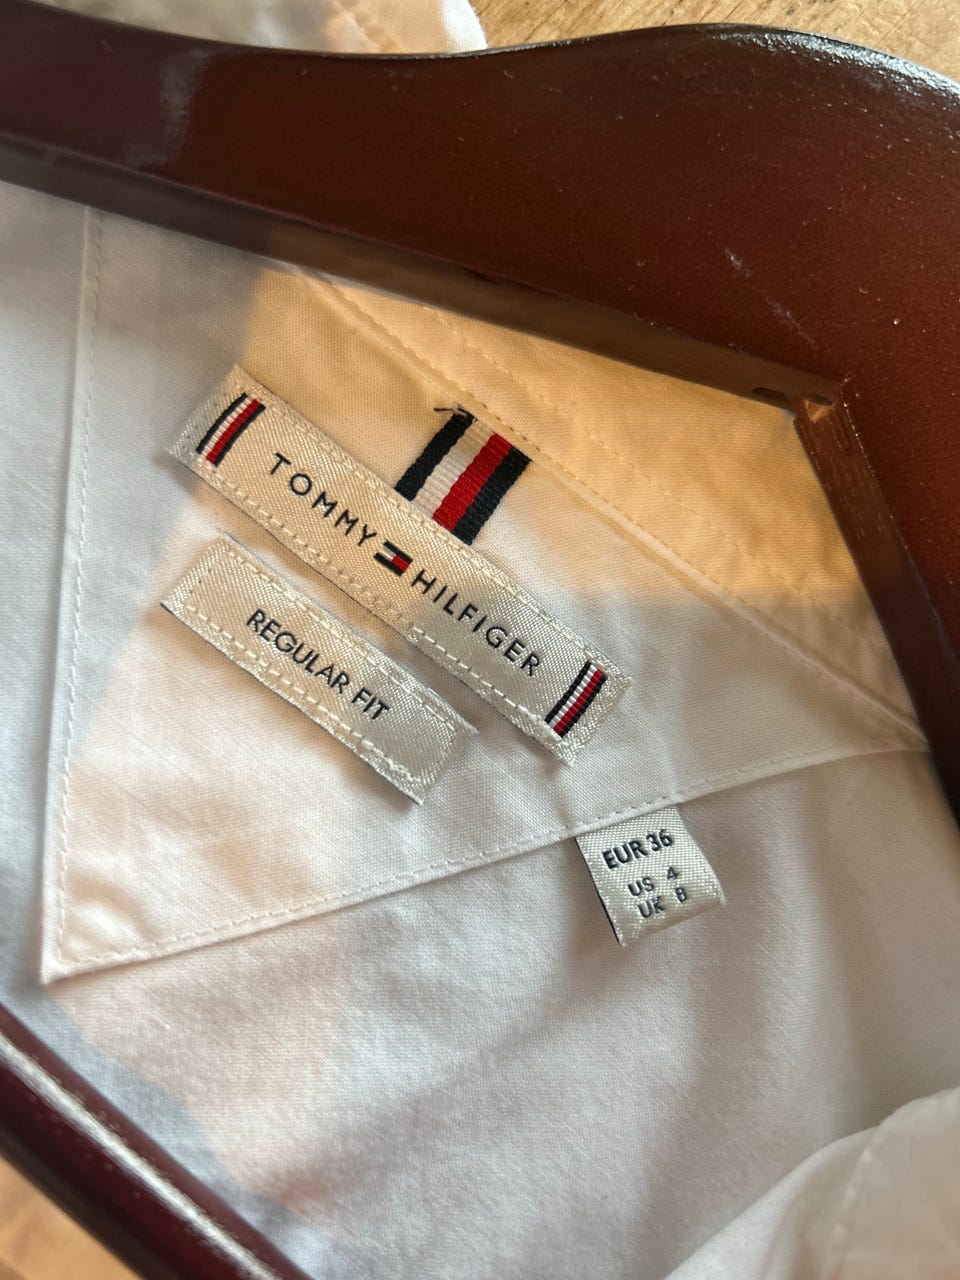 TOMMY HILFIGER
REGULAR FIT
EUR 36
US 4
UK 8